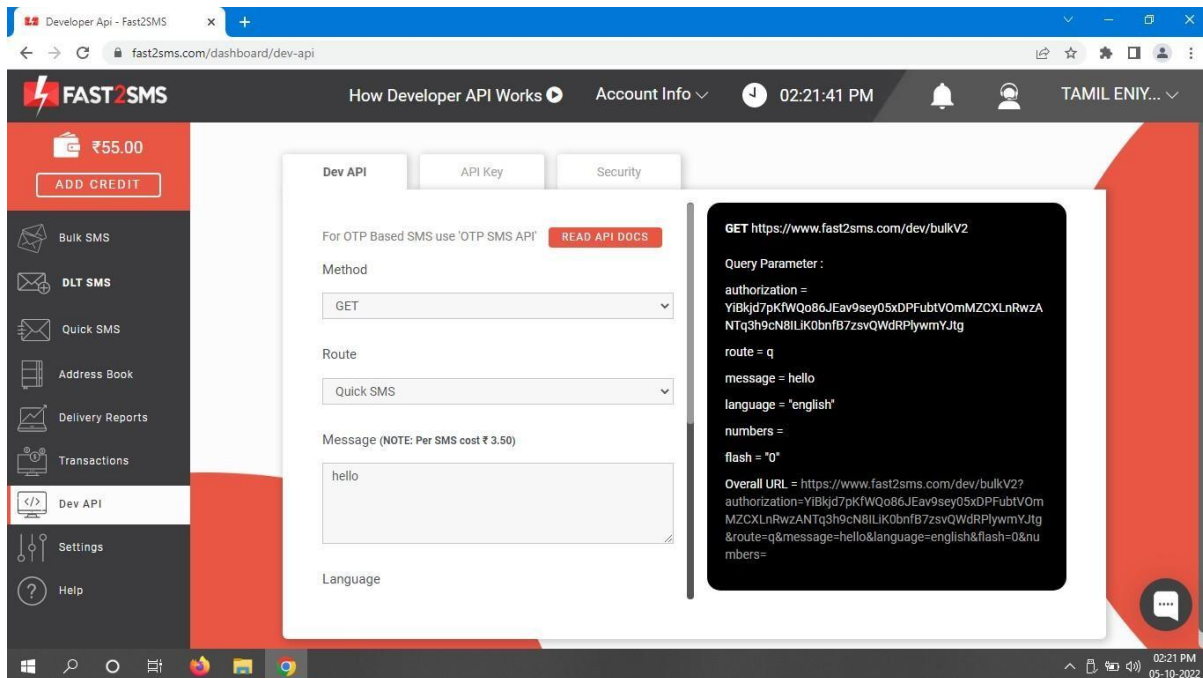 Developer Api - Fast2SMS
fast2sms.com/dashboard/dev-api
FAST2SMS
How Developer API Works
Account Info
02:21:41 PM
TAMIL ENIY...
₹55.00
ADD CREDIT
Bulk SMS
DLT SMS
Quick SMS
Address Book
Delivery Reports
Transactions
Dev API
Settings
Help
Dev API
API Key
Security
For OTP Based SMS use 'OTP SMS API'
READ API DOCS
Method
GET
Route
Quick SMS
Message (NOTE: Per SMS cost ₹ 3.50)
hello
Language
GET https://www.fast2sms.com/dev/bulkV2
Query Parameter :
authorization =
YiBkjd7pKfWQo86JEav9sey05xDPFubtVOmMZCXLnRwzA
NTq3h9cN8ILiK0bnfB7zsvQWdRPlywmYJtg
route = q
message = hello
language = "english"
numbers =
flash = "0"
Overall URL = https://www.fast2sms.com/dev/bulkV2?
authorization=YiBkjd7pKfWQo86JEav9sey05xDPFubtVOm
MZCXLnRwzANTq3h9cN8ILiK0bnfB7zsvQWdRPlywmYJtg
&route=q&message=hello&language=english&flash=0&nu
mbers=
02:21 PM
05-10-2022